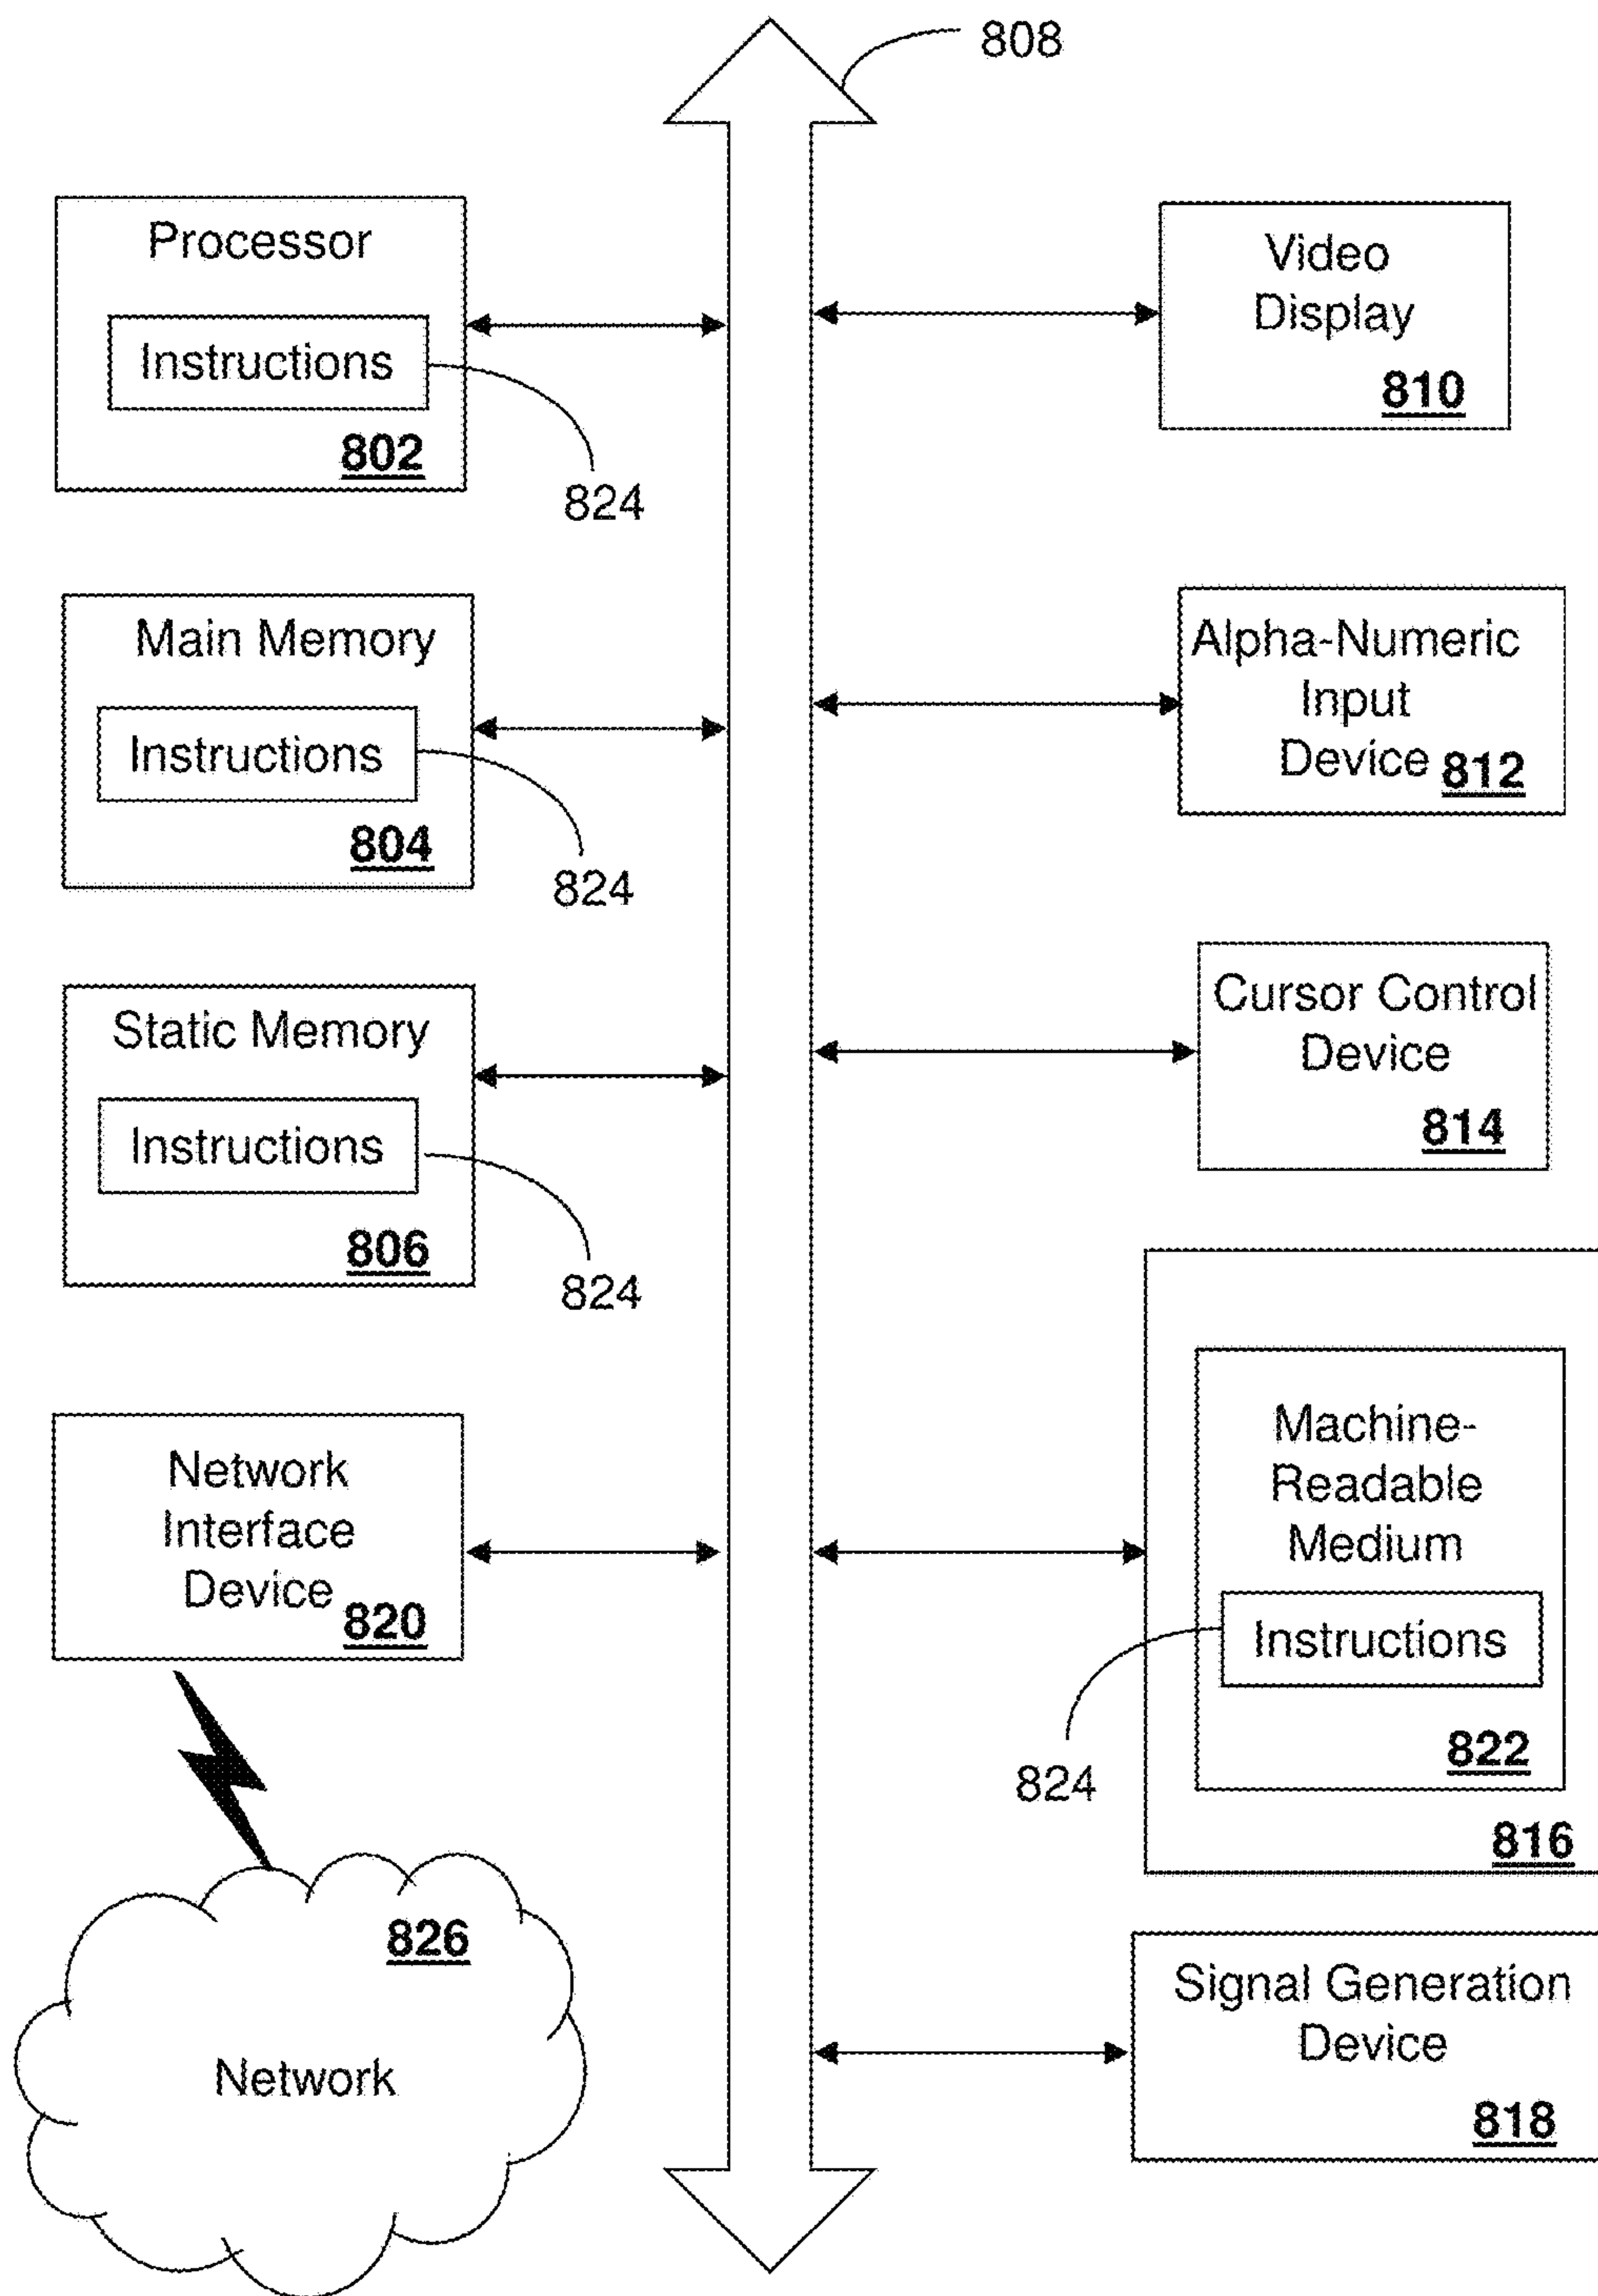 808
Processor
Instructions
802
824
Main Memory
Instructions
804
824
Static Memory
Instructions
806
824
Network
Interface
Device
820
826
Network
Video
Display
810
Alpha-Numeric
Input
Device
812
Cursor Control
Device
814
Machine-
Readable
Medium
Instructions
822
824
816
Signal Generation
Device
818